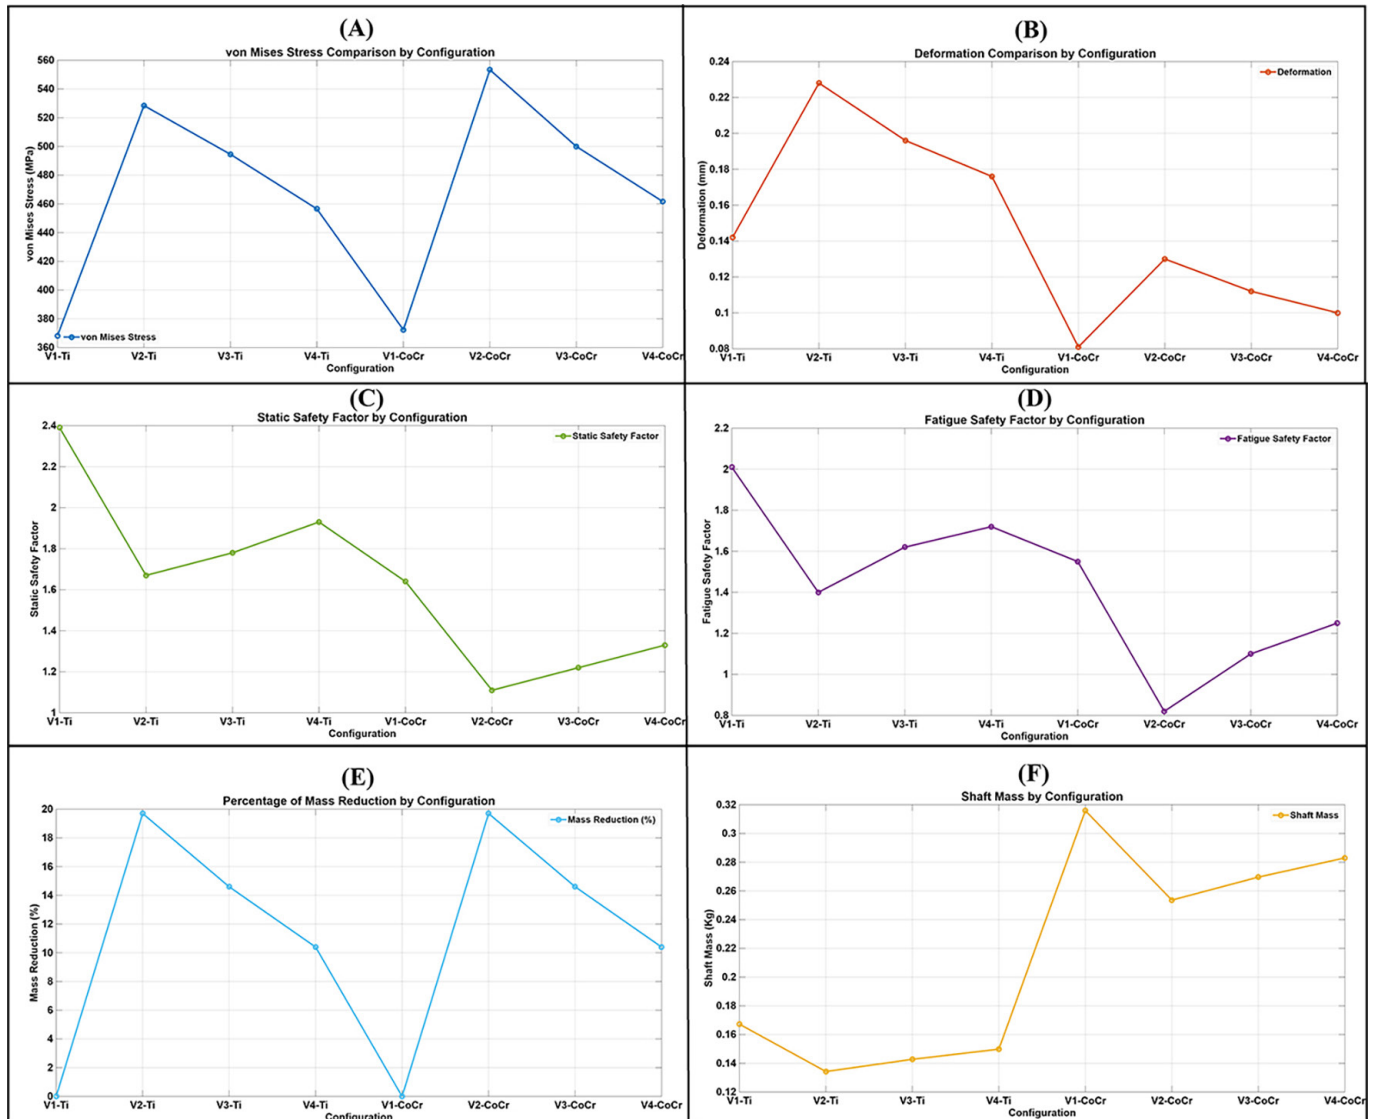 (A)
von Mises Stress Comparison by Configuration
von Mises Stress (MPa)
560
540
520
500
480
460
440
420
400
380
360
von Mises Stress
V1-Ti V2-Ti V3-Ti V4-Ti V1-CoCr V2-CoCr V3-CoCr V4-CoCr
Configuration
(B)
Deformation Comparison by Configuration
Deformation (mm)
0.24
0.22
0.2
0.18
0.16
0.14
0.12
0.1
0.08
Deformation
V1-Ti V2-Ti V3-Ti V4-Ti V1-CoCr V2-CoCr V3-CoCr V4-CoCr
Configuration
(C)
Static Safety Factor by Configuration
Static Safety Factor
2.4
2.2
2
1.8
1.6
1.4
1.2
1
Static Safety Factor
V1-Ti V2-Ti V3-Ti V4-Ti V1-CoCr V2-CoCr V3-CoCr V4-CoCr
Configuration
(D)
Fatigue Safety Factor by Configuration
Fatigue Safety Factor
2.2
2
1.8
1.6
1.4
1.2
1
0.8
Fatigue Safety Factor
V1-Ti V2-Ti V3-Ti V4-Ti V1-CoCr V2-CoCr V3-CoCr V4-CoCr
Configuration
(E)
Percentage of Mass Reduction by Configuration
Mass Reduction (%)
20
18
16
14
12
10
8
6
4
2
0
Mass Reduction (%)
V1-Ti V2-Ti V3-Ti V4-Ti V1-CoCr V2-CoCr V3-CoCr V4-CoCr
Configuration
(F)
Shaft Mass by Configuration
Shaft Mass (Kg)
0.32
0.3
0.28
0.26
0.24
0.22
0.2
0.18
0.16
0.14
0.12
Shaft Mass
V1-Ti V2-Ti V3-Ti V4-Ti V1-CoCr V2-CoCr V3-CoCr V4-CoCr
Configuration